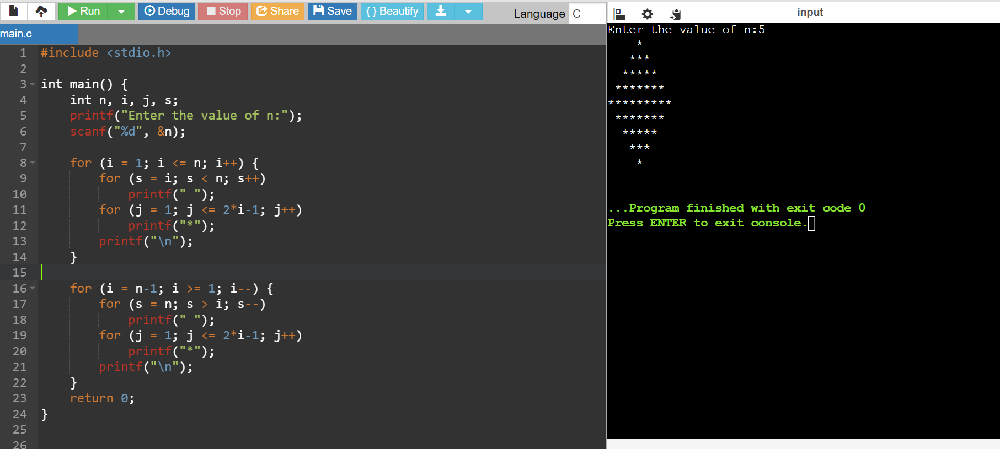 Run Debug Stop Share Save { } Beautify Language C
main.c
1 #include <stdio.h>
2
3 int main() {
4     int n, i, j, s;
5     printf("Enter the value of n:");
6     scanf("%d", &n);
7
8     for (i = 1; i <= n; i++) {
9         for (s = i; s < n; s++)
10             printf(" ");
11         for (j = 1; j <= 2*i-1; j++)
12             printf("*");
13         printf("\n");
14     }
15
16     for (i = n-1; i >= 1; i--) {
17         for (s = n; s > i; s--)
18             printf(" ");
19         for (j = 1; j <= 2*i-1; j++)
20             printf("*");
21         printf("\n");
22     }
23     return 0;
24 }
25
26
input
Enter the value of n:5
    *
   ***
  *****
 *******
*********
 *******
  *****
   ***
    *
...Program finished with exit code 0
Press ENTER to exit console.